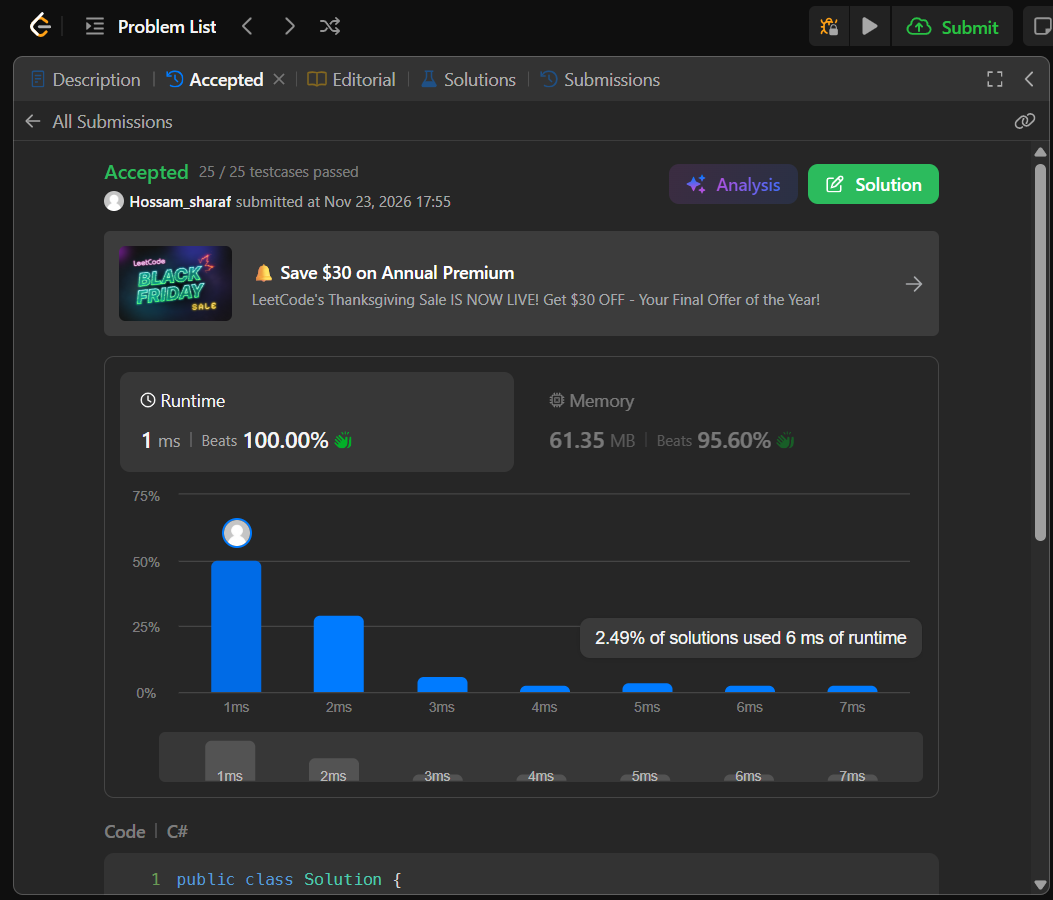 Problem List
Submit
Description
Accepted
Editorial
Solutions
Submissions
All Submissions
Accepted 25 / 25 testcases passed
Hossam_sharaf submitted at Nov 23, 2026 17:55
Analysis
Solution
LeetCode
BLACK
FRIDAY
SALE
Save $30 on Annual Premium
LeetCode's Thanksgiving Sale IS NOW LIVE! Get $30 OFF - Your Final Offer of the Year!
Runtime
1 ms | Beats 100.00%
Memory
61.35 MB | Beats 95.60%
75%
50%
25%
0%
2.49% of solutions used 6 ms of runtime
1ms 2ms 3ms 4ms 5ms 6ms 7ms
1ms 2ms 3ms 4ms 5ms 6ms 7ms
Code | C#
1 public class Solution {